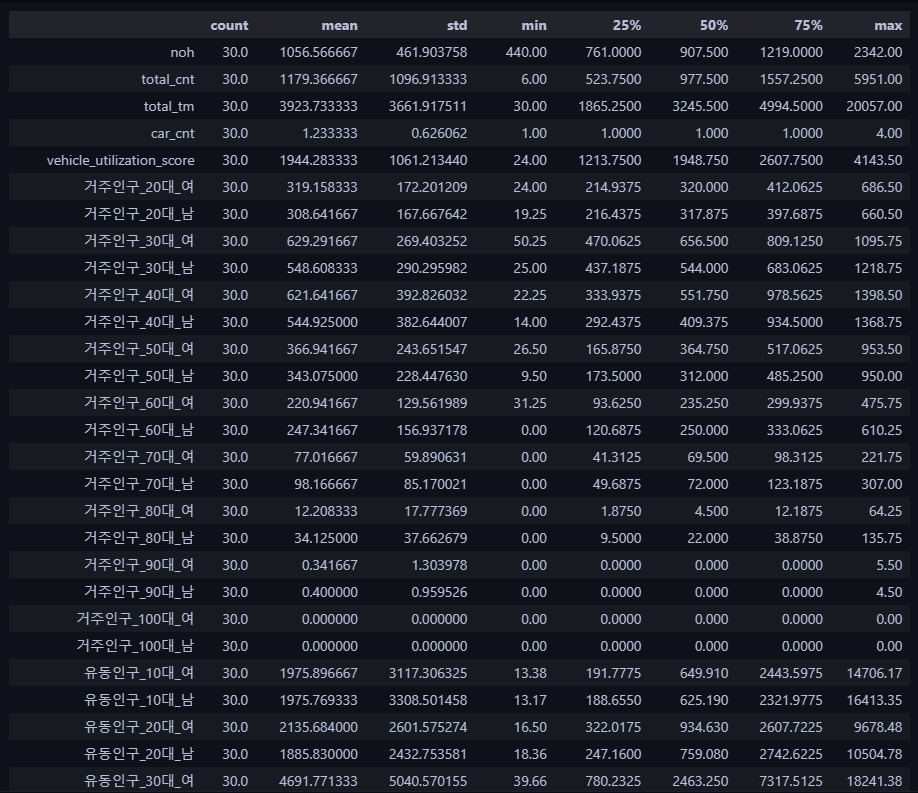 count mean std min 25% 50% 75% max
noh 30.0 1056.566667 461.903758 440.00 761.0000 907.500 1219.0000 2342.00
total_cnt 30.0 1179.366667 1096.913333 6.00 523.7500 977.500 1557.2500 5951.00
total_tm 30.0 3923.733333 3661.917511 30.00 1865.2500 3245.500 4994.5000 20057.00
car_cnt 30.0 1.233333 0.626062 1.00 1.0000 1.000 1.0000 4.00
vehicle_utilization_score 30.0 1944.283333 1061.213440 24.00 1213.7500 1948.750 2607.7500 4143.50
거주인구_20대_여 30.0 319.158333 172.201209 24.00 214.9375 320.000 412.0625 686.50
거주인구_20대_남 30.0 308.641667 167.667642 19.25 216.4375 317.875 397.6875 660.50
거주인구_30대_여 30.0 629.291667 269.403252 50.25 470.0625 656.500 809.1250 1095.75
거주인구_30대_남 30.0 548.608333 290.295982 25.00 437.1875 544.000 683.0625 1218.75
거주인구_40대_여 30.0 621.641667 392.826032 22.25 333.9375 551.750 978.5625 1398.50
거주인구_40대_남 30.0 544.925000 382.644007 14.00 292.4375 409.375 934.5000 1368.75
거주인구_50대_여 30.0 366.941667 243.651547 26.50 165.8750 364.750 517.0625 953.50
거주인구_50대_남 30.0 343.075000 228.447630 9.50 173.5000 312.000 485.2500 950.00
거주인구_60대_여 30.0 220.941667 129.561989 31.25 93.6250 235.250 299.9375 475.75
거주인구_60대_남 30.0 247.341667 156.937178 0.00 120.6875 250.000 333.0625 610.25
거주인구_70대_여 30.0 77.016667 59.890631 0.00 41.3125 69.500 98.3125 221.75
거주인구_70대_남 30.0 98.166667 85.170021 0.00 49.6875 72.000 123.1875 307.00
거주인구_80대_여 30.0 12.208333 17.777369 0.00 1.8750 4.500 12.1875 64.25
거주인구_80대_남 30.0 34.125000 37.662679 0.00 9.5000 22.000 38.8750 135.75
거주인구_90대_여 30.0 0.341667 1.303978 0.00 0.0000 0.000 0.0000 5.50
거주인구_90대_남 30.0 0.400000 0.959526 0.00 0.0000 0.000 0.0000 4.50
거주인구_100대_여 30.0 0.000000 0.000000 0.00 0.0000 0.000 0.0000 0.00
거주인구_100대_남 30.0 0.000000 0.000000 0.00 0.0000 0.000 0.0000 0.00
유동인구_10대_여 30.0 1975.896667 3117.306325 13.38 191.7775 649.910 2443.5975 14706.17
유동인구_10대_남 30.0 1975.769333 3308.501458 13.17 188.6550 625.190 2321.9775 16413.35
유동인구_20대_여 30.0 2135.684000 2601.575274 16.50 322.0175 934.630 2607.7225 9678.48
유동인구_20대_남 30.0 1885.830000 2432.753581 18.36 247.1600 759.080 2742.6225 10504.78
유동인구_30대_여 30.0 4691.771333 5040.570155 39.66 780.2325 2463.250 7317.5125 18241.38